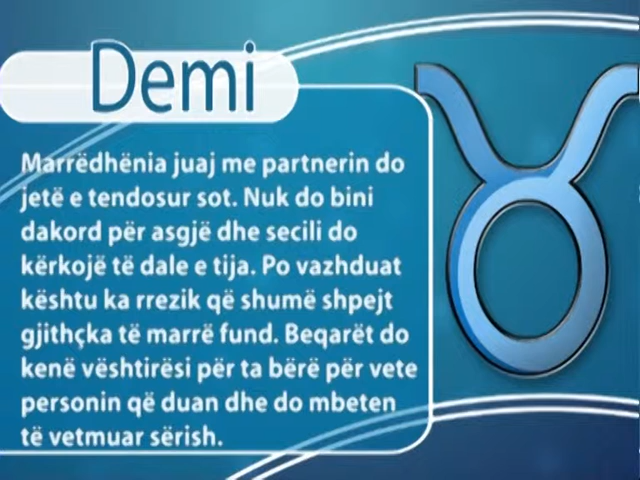 Demi
Marrëdhënia juaj me partnerin do
jetë e tendosur sot. Nuk do bini
dakord për asgjë dhe secili do
kërkojë të dale e tija. Po vazhduat
kështu ka rrezik që shumë shpejt
gjithçka të marrë fund. Beqarët do
kenë vështirësi për ta bërë për vete
personin që duan dhe do mbeten
të vetmuar sërish.